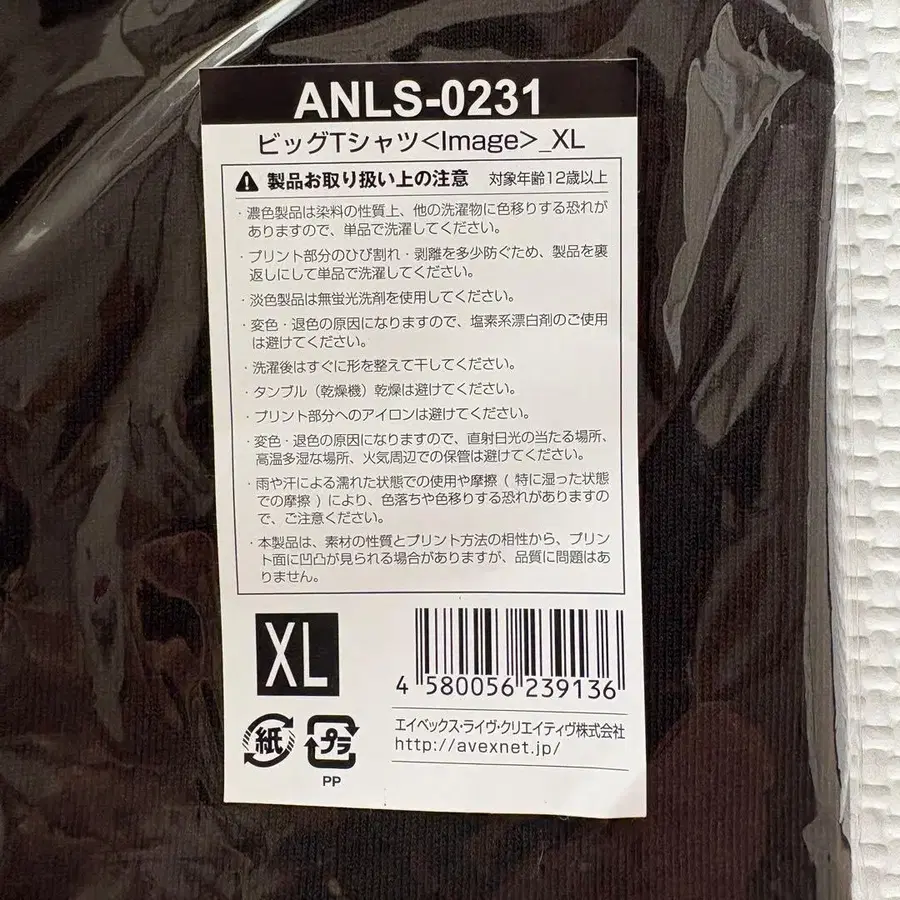 ANLS-0231
ビッグTシャツ<Image>_XL
製品お取り扱い上の注意 対象年齢12歳以上
・濃色製品は染料の性質上、他の洗濯物に色移りする恐れが
ありますので、単品で洗濯してください。
・プリント部分のひび割れ・剥離を多少防ぐため、製品を裏
返しにして単品で洗濯してください。
・淡色製品は無蛍光洗剤を使用してください。
・変色・退色の原因になりますので、塩素系漂白剤のご使用
は避けてください。
・洗濯後はすぐに形を整えて干してください。
・タンブル（乾燥機）乾燥は避けてください。
・プリント部分へのアイロンは避けてください。
・変色・退色の原因になりますので、直射日光の当たる場所、
高温多湿な場所、火気周辺での保管は避けてください。
・雨や汗による濡れた状態での使用や摩擦（特に湿った状態
での摩擦）により、色落ちや色移りする恐れがありますの
で、ご注意ください。
・本製品は、素材の性質とプリント方法の相性から、プリン
ト面に凹凸が見られる場合がありますが、品質に問題はあ
りません。
XL
4 580056 239136
紙 プラ
PP
エイベックス・ライヴ・クリエイティヴ株式会社
http://avexnet.jp/